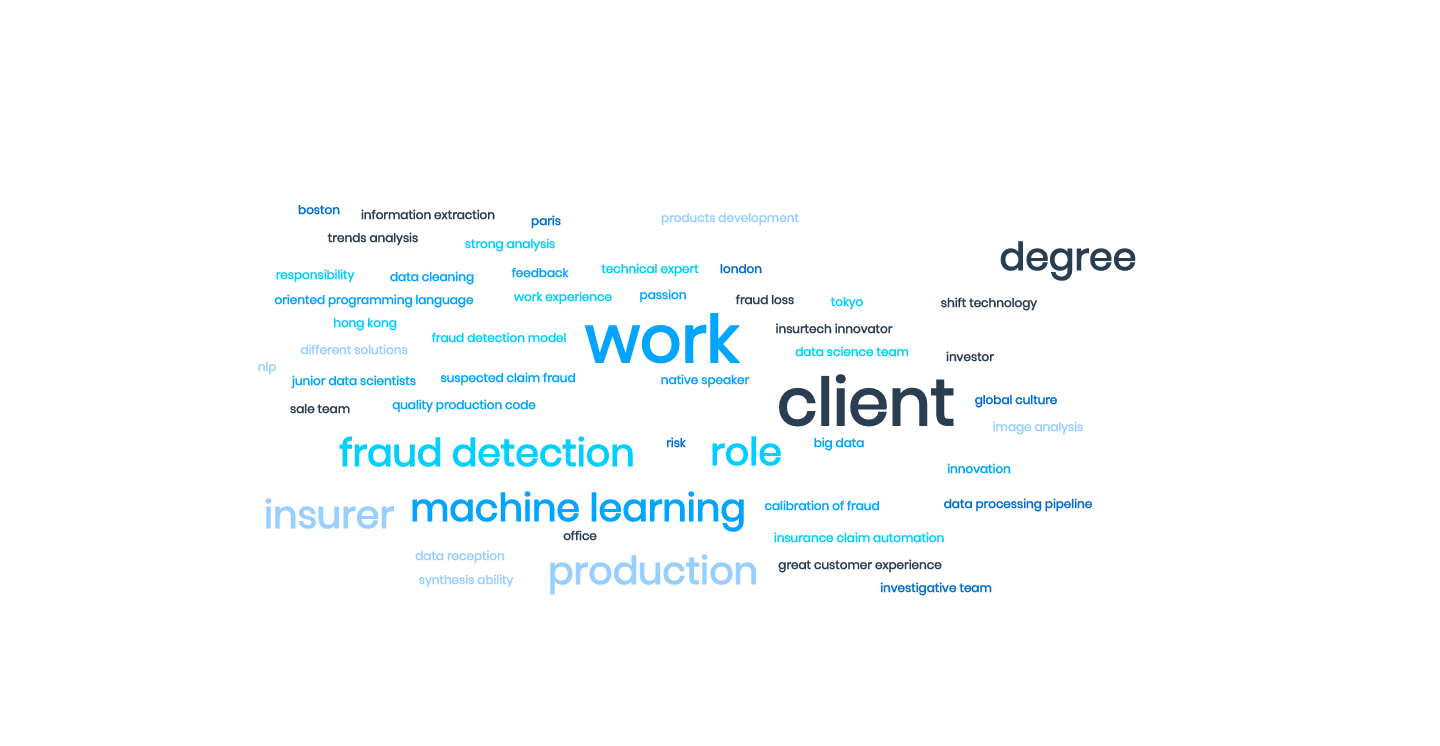 boston
information extraction
paris
products development
trends analysis
strong analysis
degree
responsibility
data cleaning
feedback
technical expert
london
oriented programming language
work experience
passion
fraud loss
tokyo
shift technology
hong kong
fraud detection model
work
insurtech innovator
different solutions
data science team
investor
nlp
junior data scientists
suspected claim fraud
native speaker
client
global culture
sale team
quality production code
image analysis
fraud detection
risk
role
big data
innovation
insurer
machine learning
calibration of fraud
data processing pipeline
office
insurance claim automation
data reception
production
great customer experience
synthesis ability
investigative team